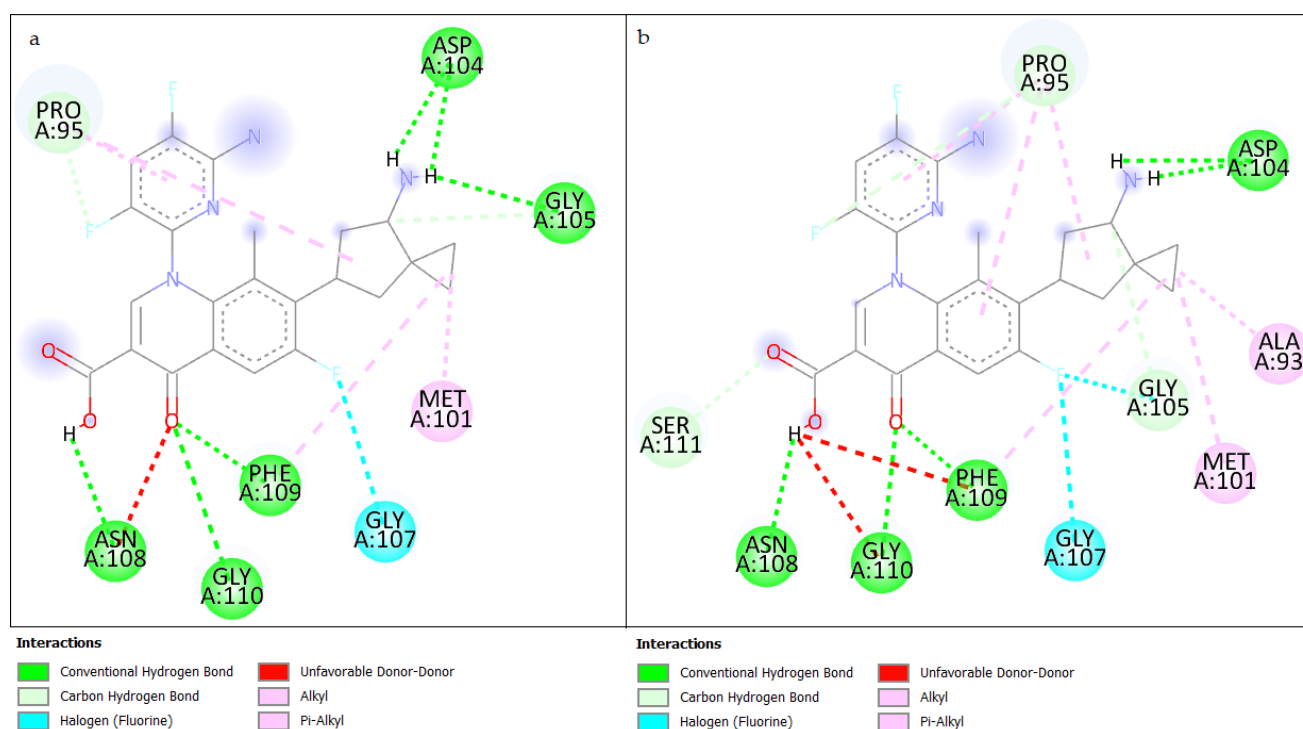 a
ASP
A:104
F
N
PRO
A:95
H
N
H
GLY
A:105
F
N
N
F
MET
A:101
O
O
H
O
PHE
A:109
GLY
A:107
ASN
A:108
GLY
A:110
Interactions
Conventional Hydrogen Bond
Unfavorable Donor-Donor
Carbon Hydrogen Bond
Alkyl
Halogen (Fluorine)
Pi-Alkyl
b
PRO
A:95
F
N
ASP
A:104
H
N
H
F
N
N
ALA
A:93
O
F
GLY
A:105
SER
A:111
O
O
H
MET
A:101
PHE
A:109
ASN
A:108
GLY
A:110
GLY
A:107
Interactions
Conventional Hydrogen Bond
Unfavorable Donor-Donor
Carbon Hydrogen Bond
Alkyl
Halogen (Fluorine)
Pi-Alkyl